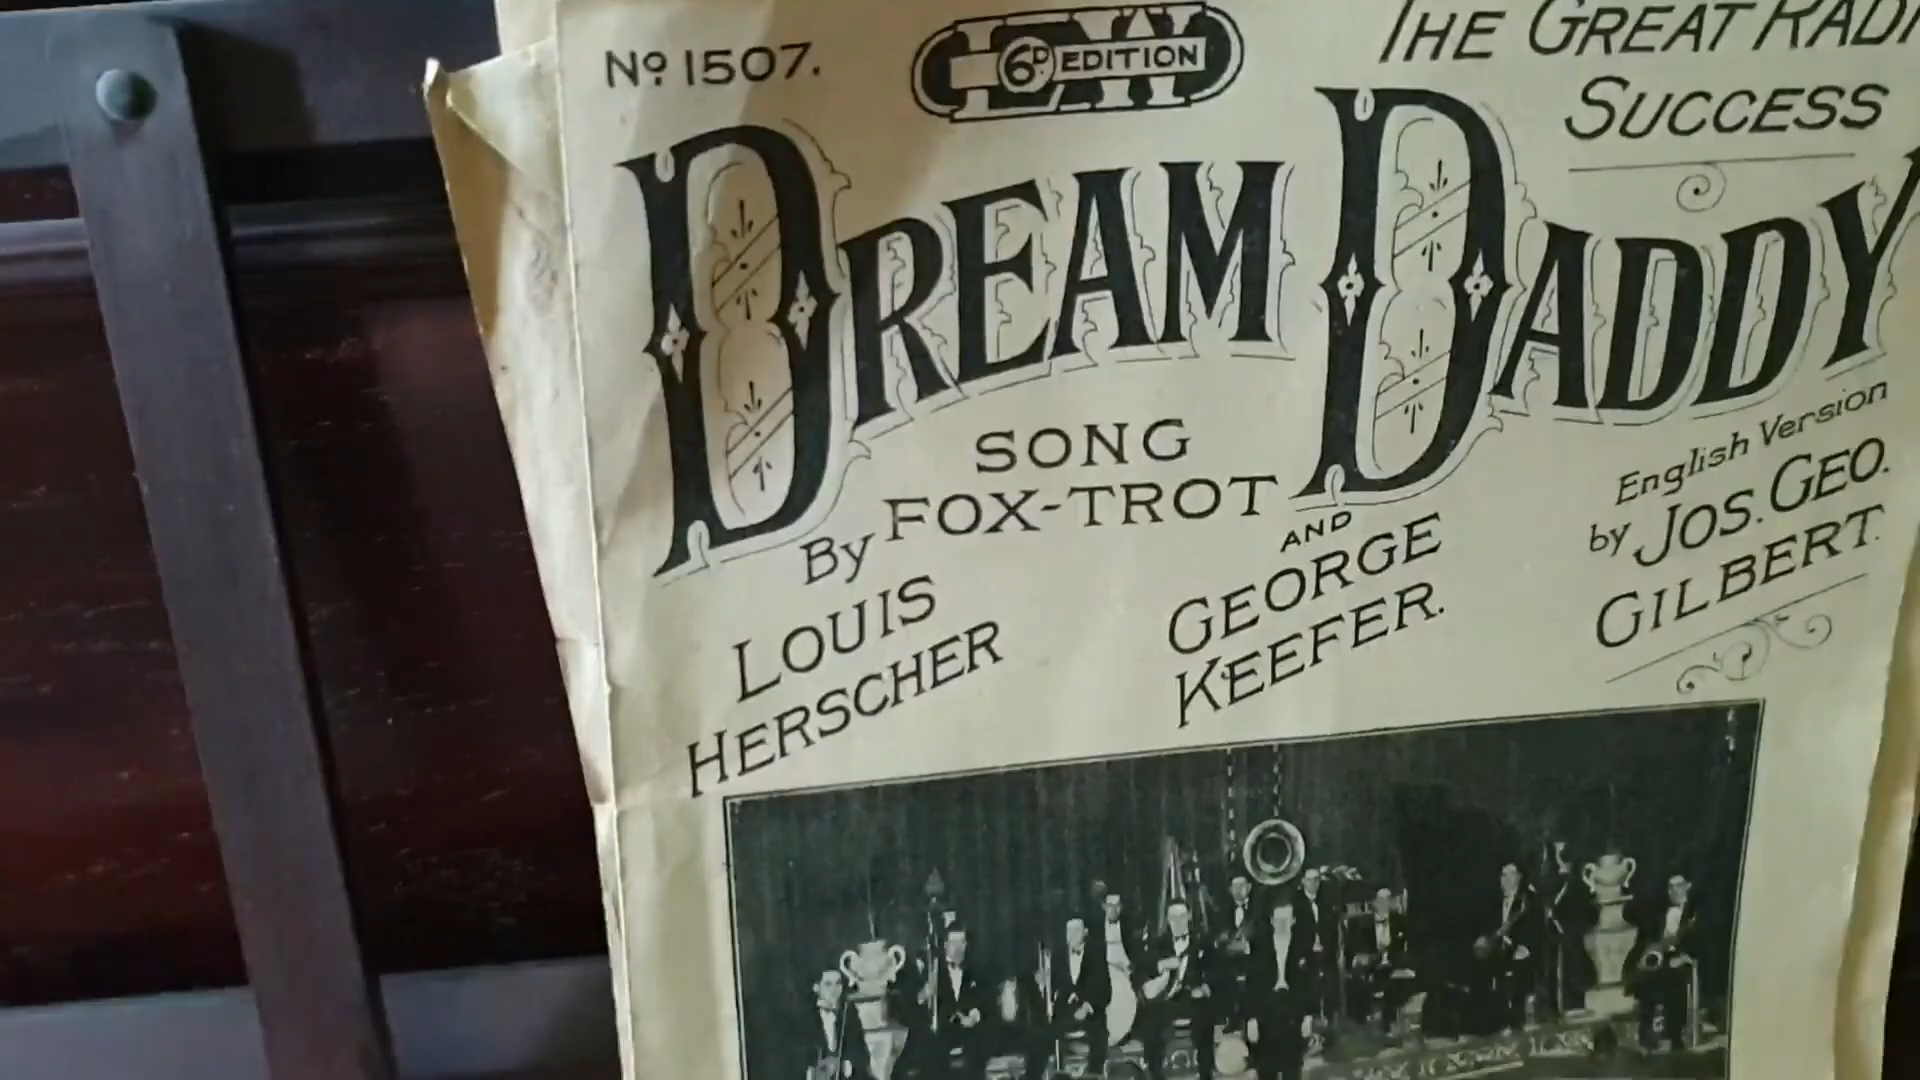 No 1507.
6D EDITION
THE GREAT
SUCCESS
DREAM DADDY
SONG
FOX-TROT
By
LOUIS
HERSCHER
AND
GEORGE
KEEFER.
English Version
by JOS. GEO.
GILBERT.